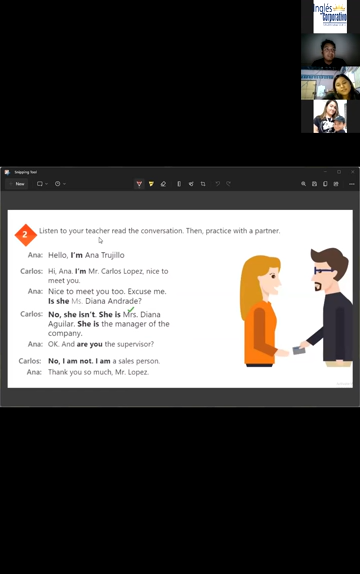 Inglés
Corporativo
Snipping Tool
New
2
Listen to your teacher read the conversation. Then, practice with a partner.
Ana: Hello, I'm Ana Trujillo
Carlos: Hi, Ana. I'm Mr. Carlos Lopez, nice to
meet you.
Ana: Nice to meet you too. Excuse me.
Is she Ms. Diana Andrade?
Carlos: No, she isn't. She is Mrs. Diana
Aguilar. She is the manager of the
company.
Ana: OK. And are you the supervisor?
Carlos: No, I am not. I am a sales person.
Ana: Thank you so much, Mr. Lopez.